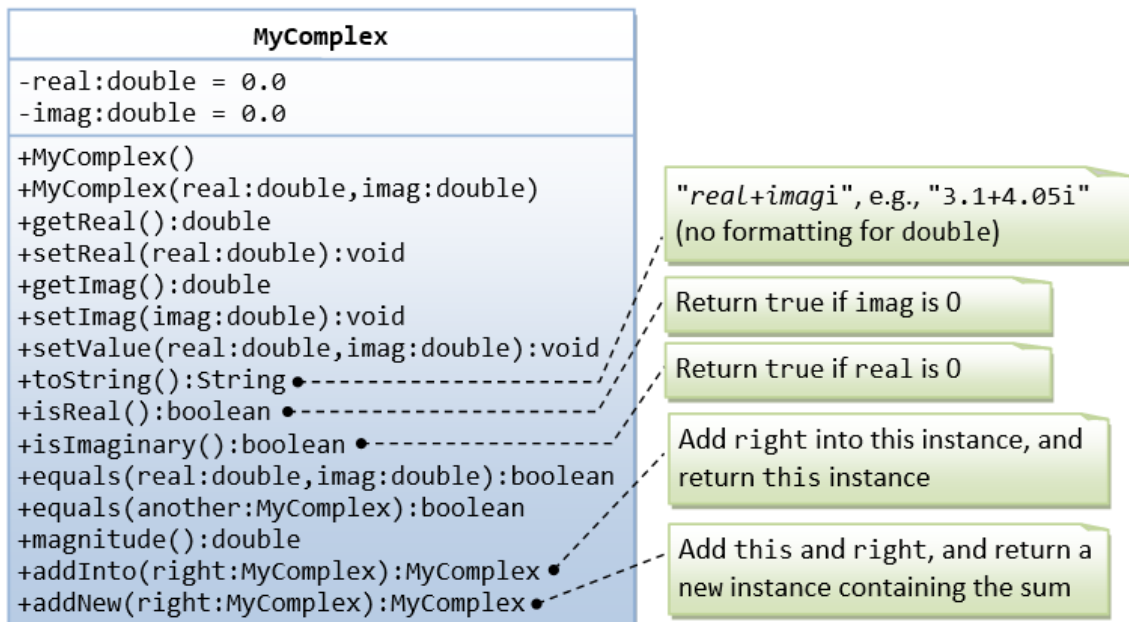 MyComplex
-real:double = 0.0
-imag:double = 0.0
+MyComplex()
+MyComplex(real:double,imag:double)
+getReal():double
+setReal(real:double):void
+getImag():double
+setImag(imag:double):void
+setValue(real:double,imag:double):void
+toString():String
+isReal():boolean
+isImaginary():boolean
+equals(real:double,imag:double):boolean
+equals(another:MyComplex):boolean
+magnitude():double
+addInto(right:MyComplex):MyComplex
+addNew(right:MyComplex):MyComplex
"real+imagi", e.g., "3.1+4.05i"
(no formatting for double)
Return true if imag is 0
Return true if real is 0
Add right into this instance, and
return this instance
Add this and right, and return a
new instance containing the sum